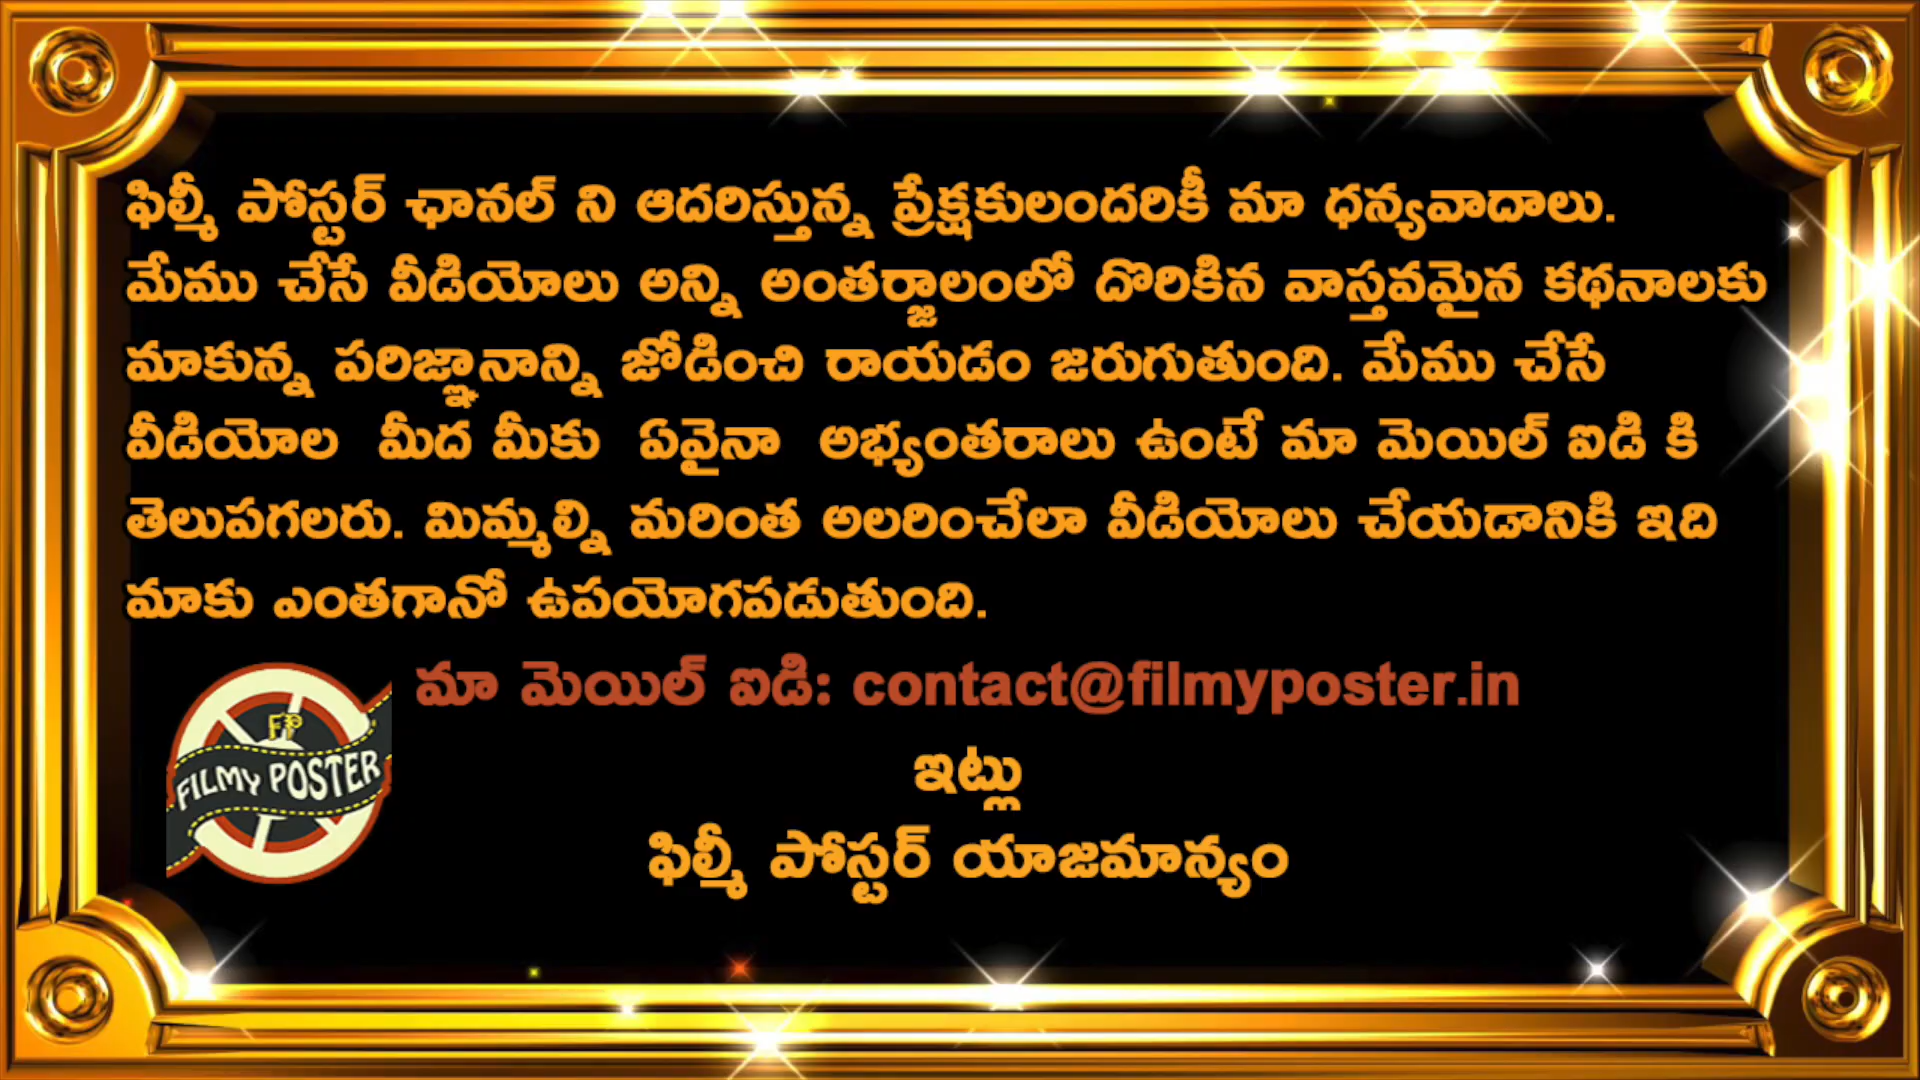 ఫిల్మీ పోస్టర్ ఛానల్ ని ఆదరిస్తున్న ప్రేక్షకులందరికీ మా ధన్యవాదాలు.
మేము చేసే వీడియోలు అన్ని అంతర్జాలంలో దొరికిన వాస్తవమైన కథనాలకు
మాకున్న పరిజ్ఞానాన్ని జోడించి రాయడం జరుగుతుంది. మేము చేసే
వీడియోల మీద మీకు ఏవైనా అభ్యంతరాలు ఉంటే మా మెయిల్ ఐడి కి
తెలుపగలరు. మిమ్మల్ని మరింత అలరించేలా వీడియోలు చేయడానికి ఇది
మాకు ఎంతగానో ఉపయోగపడుతుంది.
మా మెయిల్ ఐడి: contact@filmyposter.in
FP
FILMY POSTER
ఇట్లు
ఫిల్మీ పోస్టర్ యాజమాన్యం